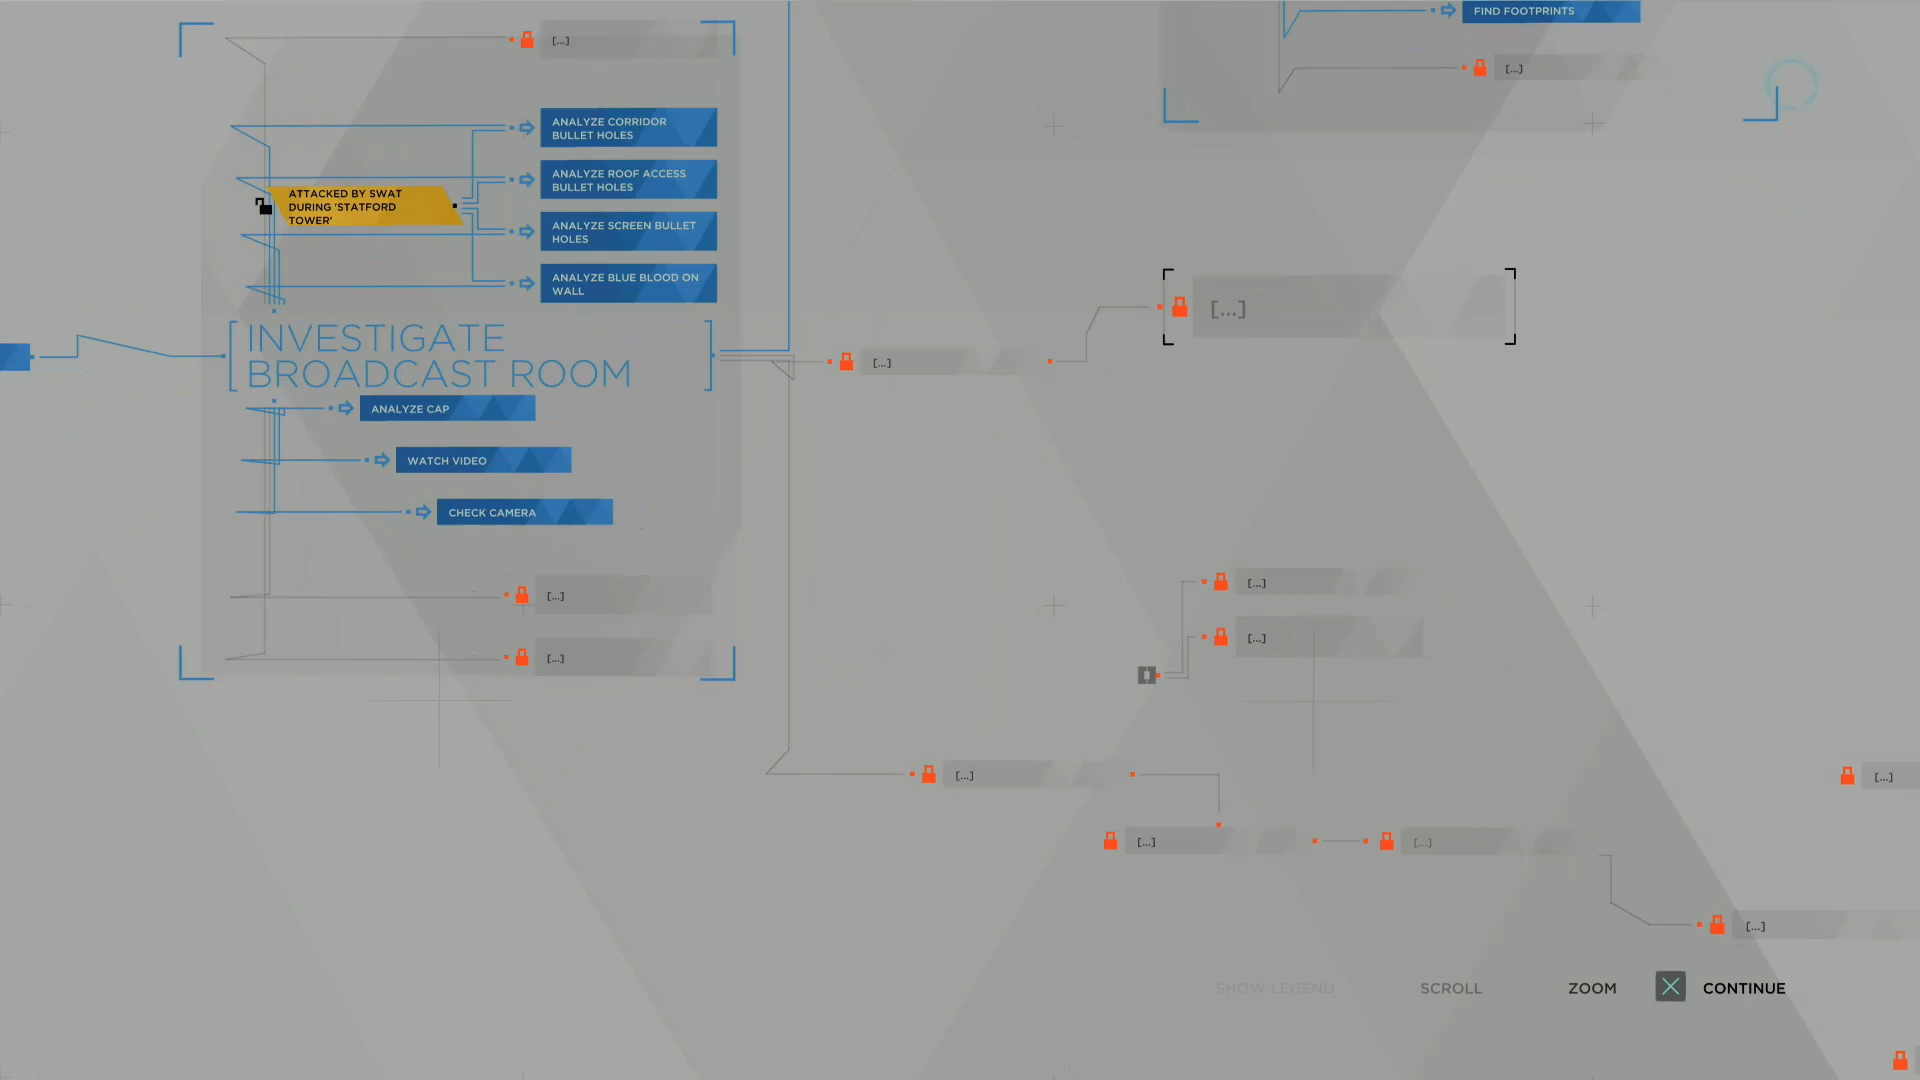 FIND FOOTPRINTS
[...]
[...]
ANALYZE CORRIDOR
BULLET HOLES
ANALYZE ROOF ACCESS
BULLET HOLES
ATTACKED BY SWAT
DURING 'STATFORD
TOWER'
ANALYZE SCREEN BULLET
HOLES
ANALYZE BLUE BLOOD ON
WALL
[...]
INVESTIGATE
BROADCAST ROOM
[...]
ANALYZE CAP
WATCH VIDEO
CHECK CAMERA
[...]
[...]
[...]
[...]
[...]
[...]
[...]
[...]
[...]
SHOW LEGEND
SCROLL
ZOOM
CONTINUE